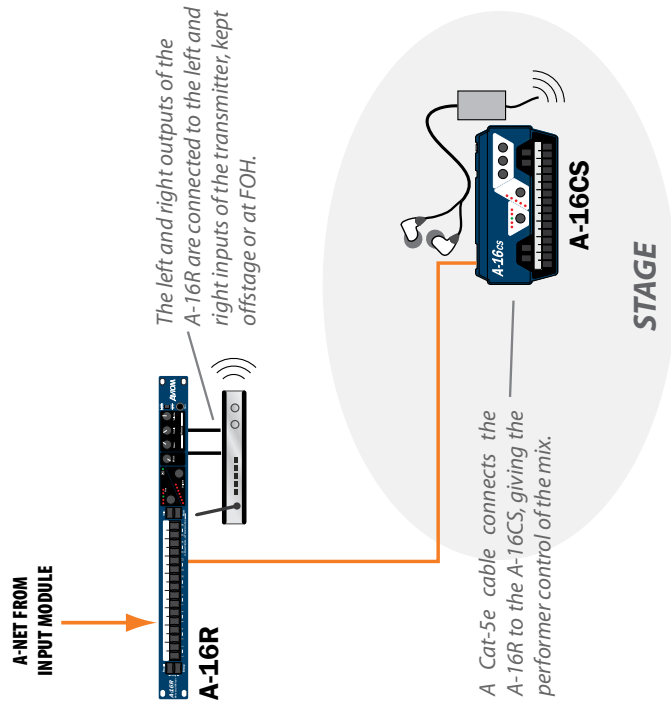 A-NET FROM
INPUT MODULE
AVIOM
A-16R
A-16R
The left and right outputs of the
A-16R are connected to the left and
right inputs of the transmitter, kept
offstage or at FOH.
A Cat-5e cable connects the
A-16R to the A-16CS, giving the
performer control of the mix.
A-16CS
A-16CS
STAGE